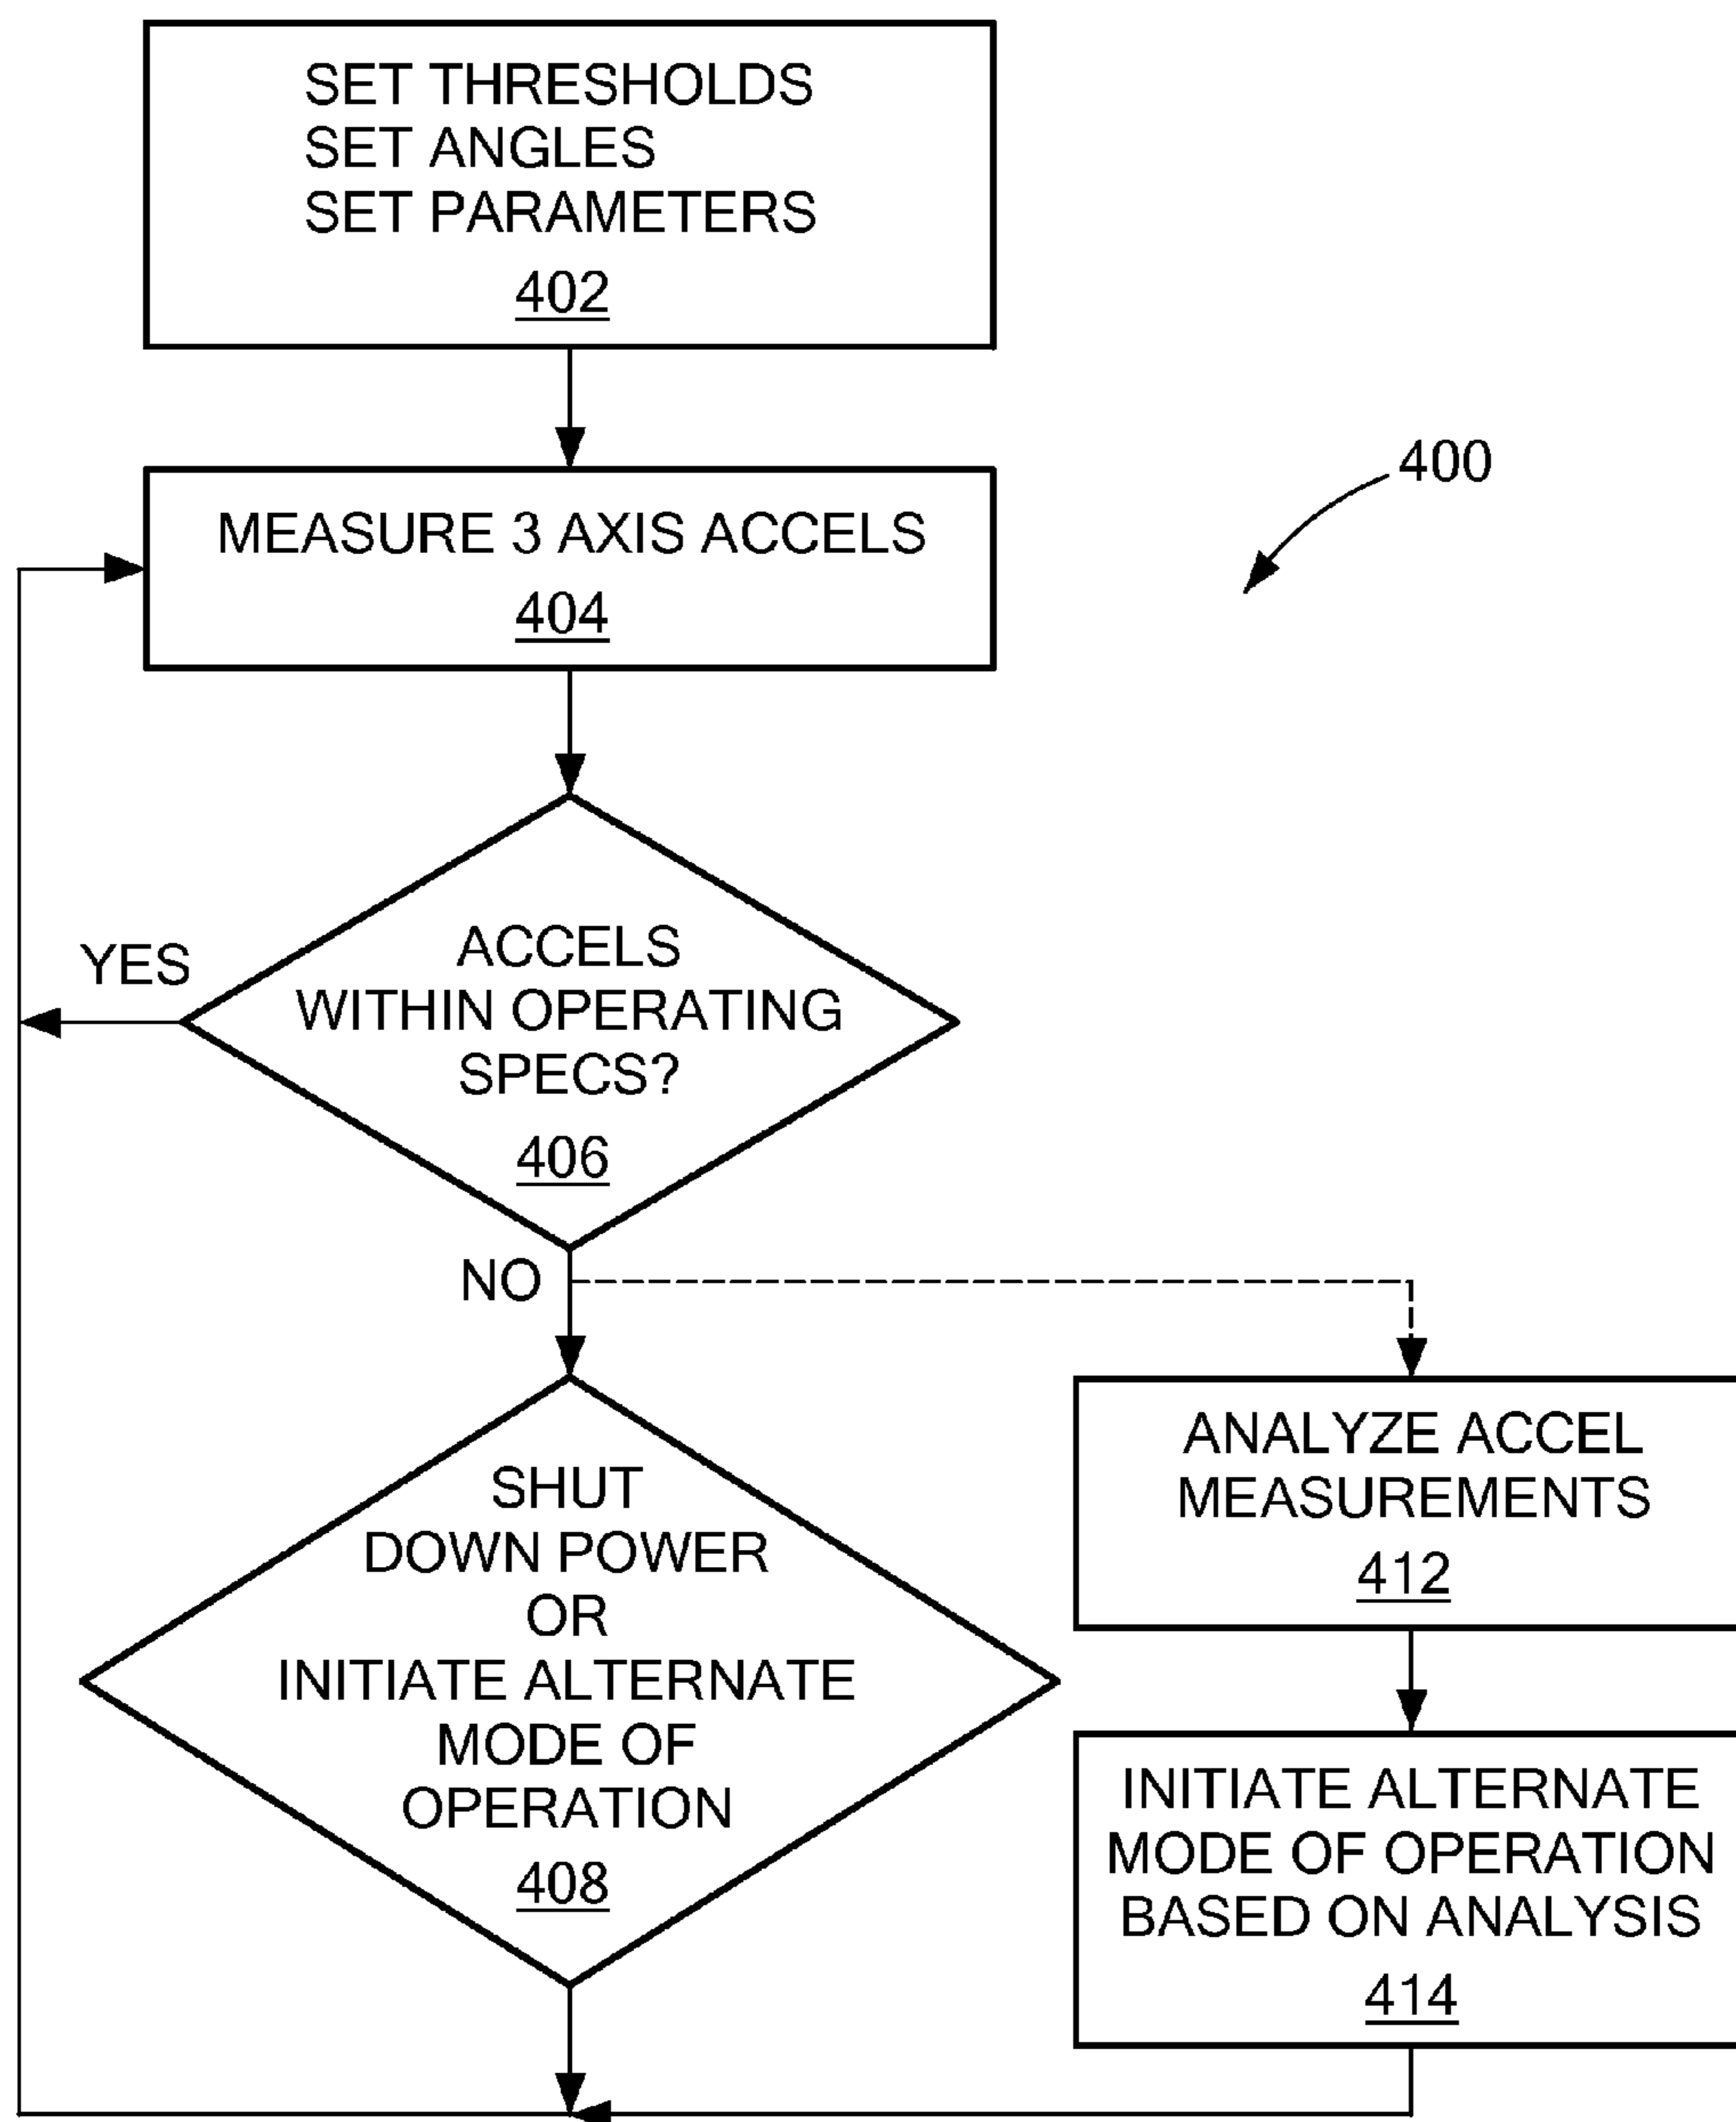 SET THRESHOLDS
SET ANGLES
SET PARAMETERS
402
400
MEASURE 3 AXIS ACCELS
404
YES
ACCELS
WITHIN OPERATING
SPECS?
406
NO
SHUT
DOWN POWER
OR
INITIATE ALTERNATE
MODE OF
OPERATION
408
ANALYZE ACCEL
MEASUREMENTS
412
INITIATE ALTERNATE
MODE OF OPERATION
BASED ON ANALYSIS
414